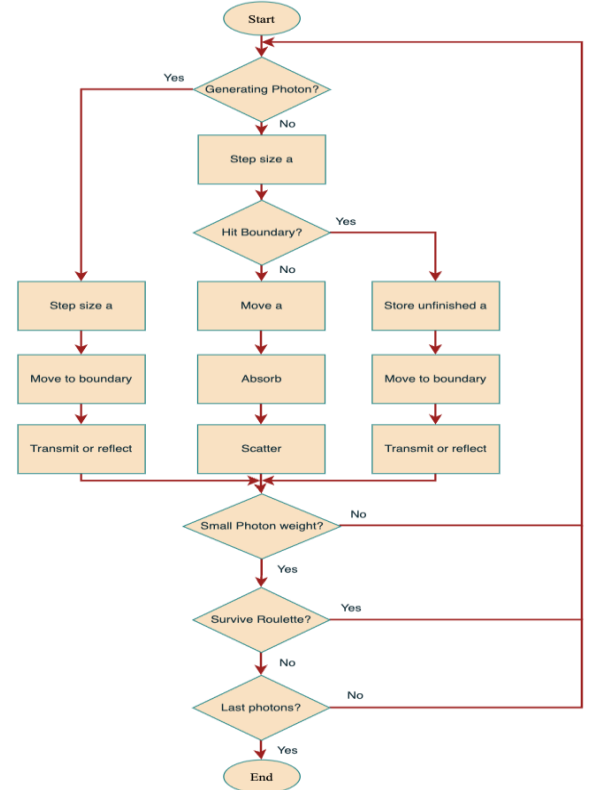 Start
Yes
Generating Photon?
No
Step size a
Hit Boundary?
Yes
No
Step size a
Move a
Store unfinished a
Move to boundary
Absorb
Move to boundary
Transmit or reflect
Scatter
Transmit or reflect
Small Photon weight?
No
Yes
Survive Roulette?
Yes
No
Last photons?
No
Yes
End